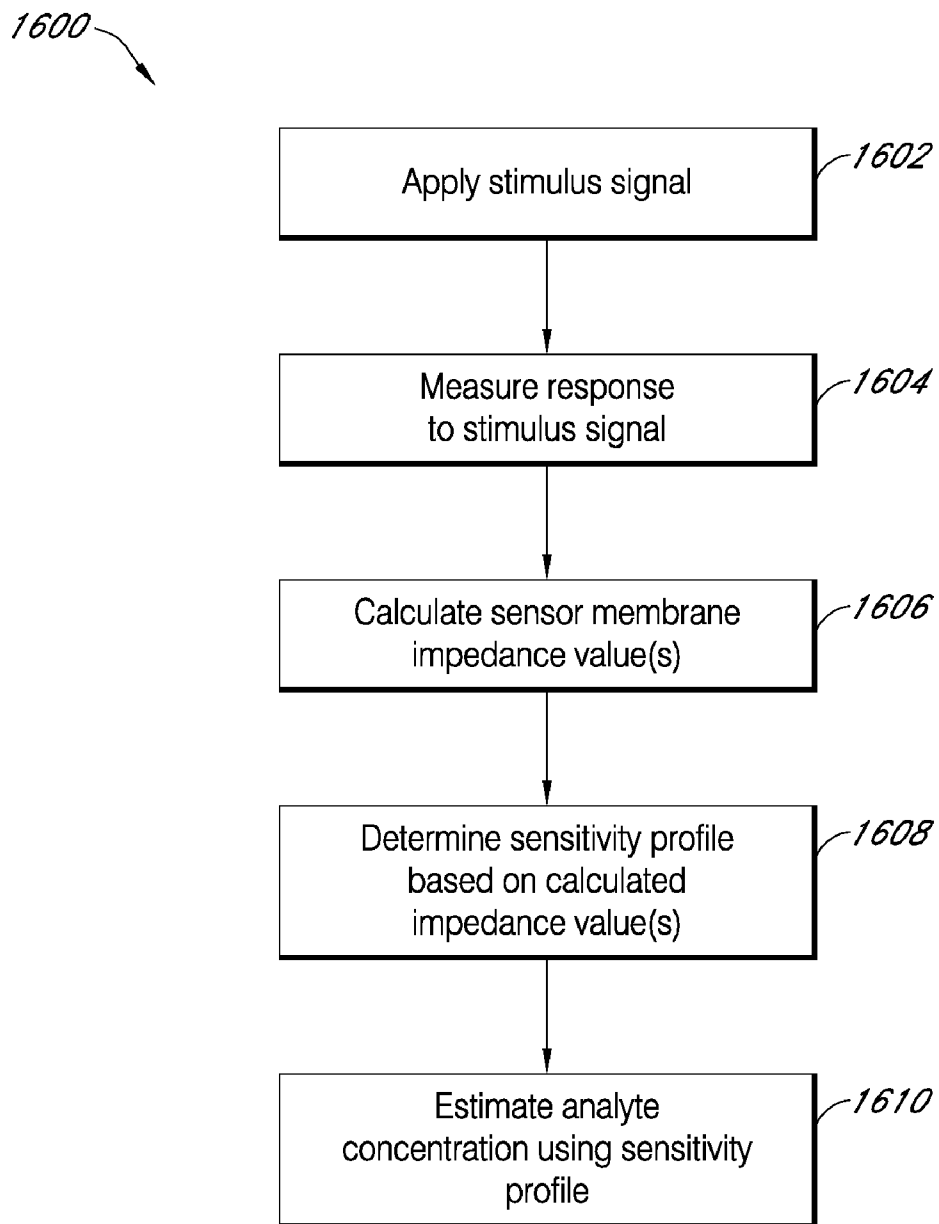 1600
Apply stimulus signal
1602
Measure response
to stimulus signal
1604
Calculate sensor membrane
impedance value(s)
1606
Determine sensitivity profile
based on calculated
impedance value(s)
1608
Estimate analyte
concentration using sensitivity
profile
1610